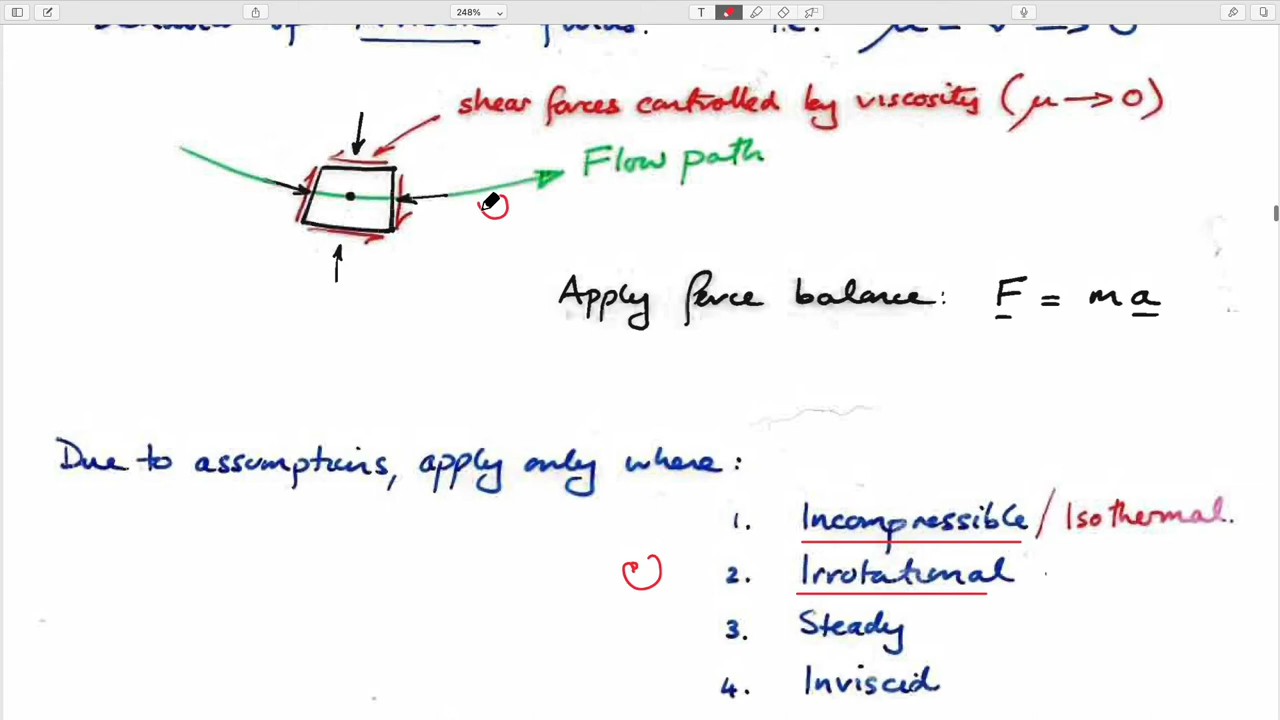 248%
T
shear forces controlled by viscosity (μ → 0)
Flow path
Apply force balance: F = ma
Due to assumptions, apply only where:
1. Incompressible / Isothermal.
2. Irrotational
3. Steady
4. Inviscid